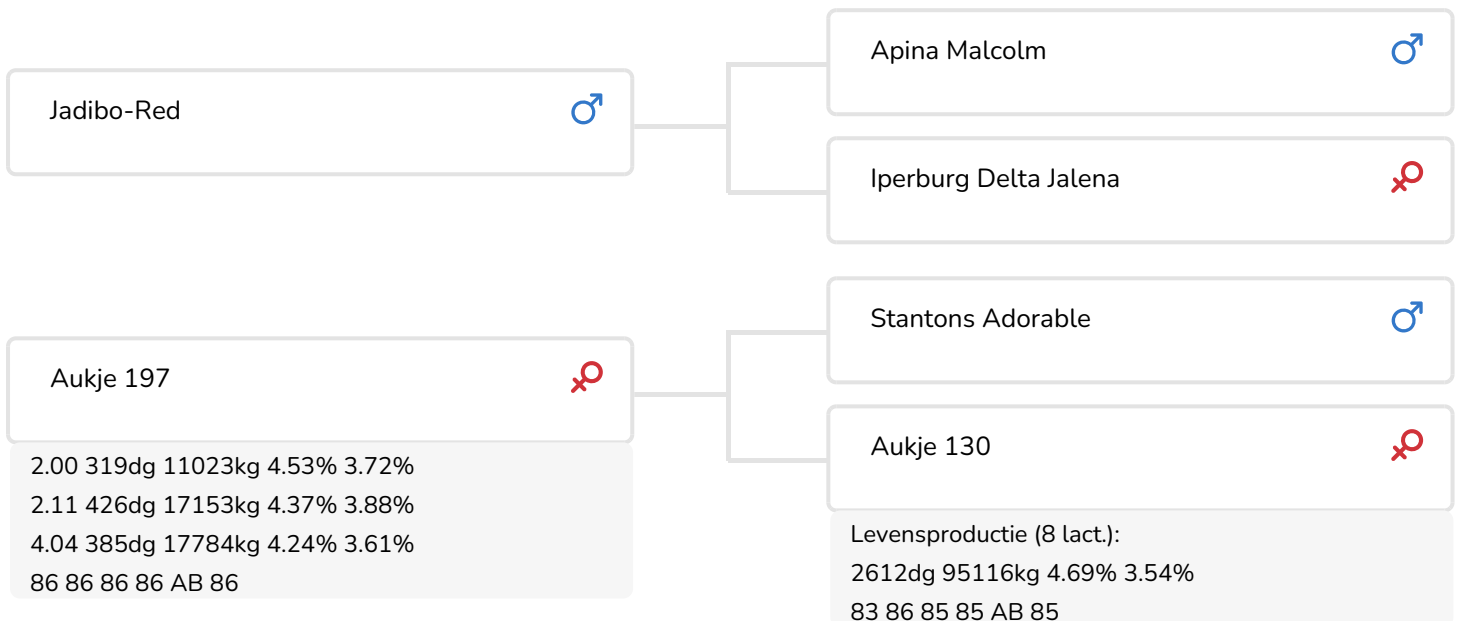 Jadibo-Red
Apina Malcolm
Iperburg Delta Jalena
Aukje 197
2.00 319dg 11023kg 4.53% 3.72%
2.11 426dg 17153kg 4.37% 3.88%
4.04 385dg 17784kg 4.24% 3.61%
86 86 86 86 AB 86
Stantons Adorable
Aukje 130
Levensproductie (8 lact.):
2612dg 95116kg 4.69% 3.54%
83 86 85 85 AB 85